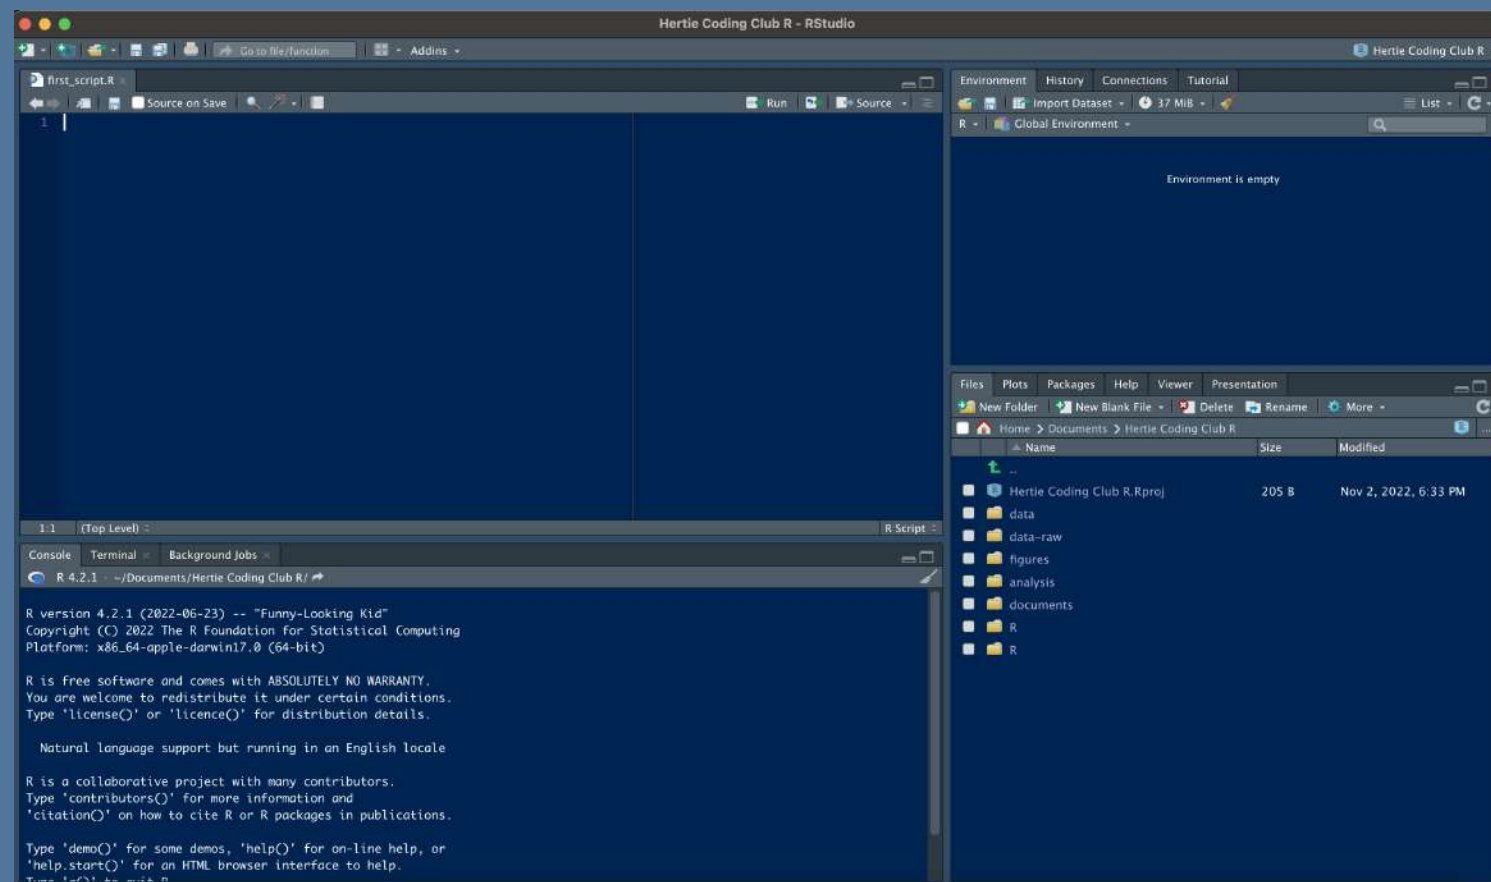 Hertie Coding Club R - RStudio
Go to file/function
Addins
Hertie Coding Club R
first_script.R
Source on Save
Run
Source
1
1:1
(Top Level)
R Script
Console
Terminal
Background Jobs
R 4.2.1 · ~/Documents/Hertie Coding Club R/
R version 4.2.1 (2022-06-23) -- "Funny-Looking Kid"
Copyright (C) 2022 The R Foundation for Statistical Computing
Platform: x86_64-apple-darwin17.0 (64-bit)
R is free software and comes with ABSOLUTELY NO WARRANTY.
You are welcome to redistribute it under certain conditions.
Type 'license()' or 'licence()' for distribution details.
Natural language support but running in an English locale
R is a collaborative project with many contributors.
Type 'contributors()' for more information and
'citation()' on how to cite R or R packages in publications.
Type 'demo()' for some demos, 'help()' for on-line help, or
'help.start()' for an HTML browser interface to help.
Type 'q()' to quit R.
Environment
History
Connections
Tutorial
Import Dataset
37 MiB
List
R
Global Environment
Environment is empty
Files
Plots
Packages
Help
Viewer
Presentation
New Folder
New Blank File
Delete
Rename
More
Home > Documents > Hertie Coding Club R
Name
Size
Modified
..
Hertie Coding Club R.Rproj
205 B
Nov 2, 2022, 6:33 PM
data
data-raw
figures
analysis
documents
R
R